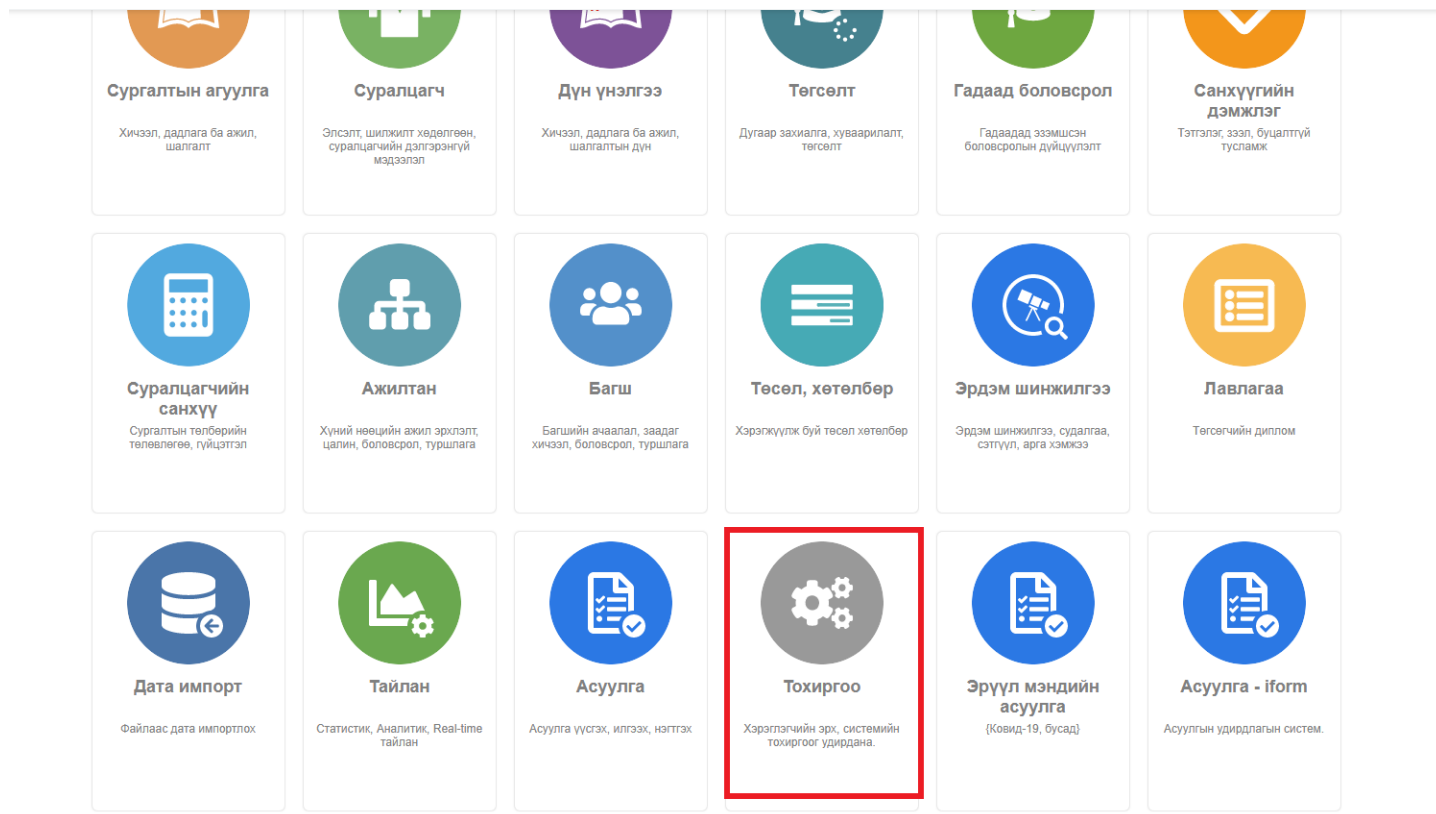 Сургалтын агуулга
Хичээл, дадлага ба ажил,
шалгалт
Суралцагч
Элсэлт, шилжилт хөдөлгөөн,
суралцагчийн дэлгэрэнгүй
мэдээлэл
Дүн үнэлгээ
Хичээл, дадлага ба ажил,
шалгалтын дүн
Төгсөлт
Дугаар захиалга, хуваарилалт,
төгсөлт
Гадаад боловсрол
Гадаадад эзэмшсэн
боловсролын дүйцүүлэлт
Санхүүгийн
дэмжлэг
Тэтгэлэг, зээл, буцалтгүй
тусламж
Суралцагчийн
санхүү
Сургалтын төлбөрийн
төлөвлөгөө, гүйцэтгэл
Ажилтан
Хүний нөөцийн ажил эрхлэлт,
цалин, боловсрол, туршлага
Багш
Багшийн ачаалал, заадаг
хичээл, боловсрол, туршлага
Төсөл, хөтөлбөр
Хэрэгжүүлж буй төсөл хөтөлбөр
Эрдэм шинжилгээ
Эрдэм шинжилгээ, судалгаа,
сэтгүүл, арга хэмжээ
Лавлагаа
Төгсөгчийн диплом
Дата импорт
Файлаас дата импортлох
Тайлан
Статистик, Аналитик, Real-time
тайлан
Асуулга
Асуулга үүсгэх, илгээх, нэгтгэх
Тохиргоо
Хэрэглэгчийн эрх, системийн
тохиргоог удирдана.
Эрүүл мэндийн
асуулга
{Ковид-19, бусад}
Асуулга - iform
Асуулгын удирдлагын систем.